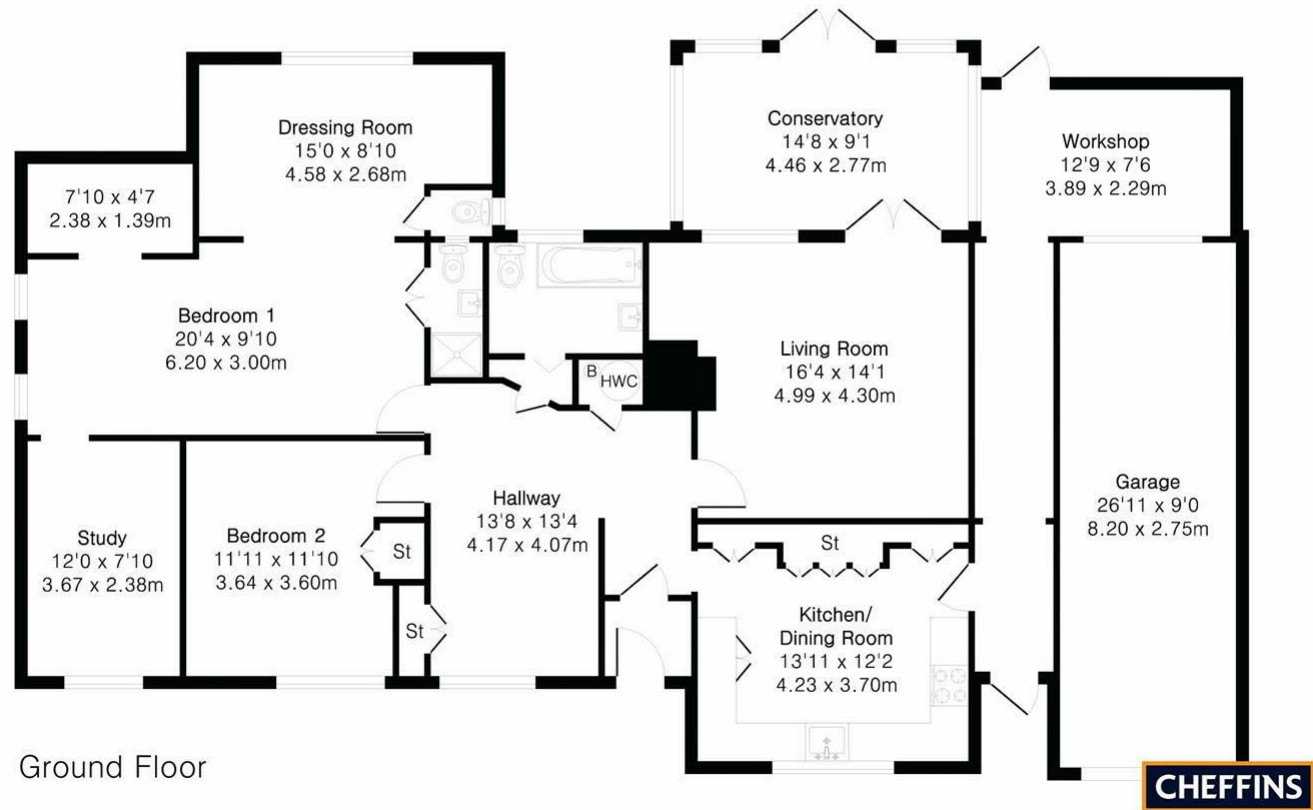 Dressing Room
15'0 x 8'10
4.58 x 2.68m
7'10 x 4'7
2.38 x 1.39m
Conservatory
14'8 x 9'1
4.46 x 2.77m
Workshop
12'9 x 7'6
3.89 x 2.29m
Bedroom 1
20'4 x 9'10
6.20 x 3.00m
B
HWC
Living Room
16'4 x 14'1
4.99 x 4.30m
Study
12'0 x 7'10
3.67 x 2.38m
Bedroom 2
11'11 x 11'10
3.64 x 3.60m
St
St
Hallway
13'8 x 13'4
4.17 x 4.07m
St
Kitchen/
Dining Room
13'11 x 12'2
4.23 x 3.70m
Garage
26'11 x 9'0
8.20 x 2.75m
Ground Floor
CHEFFINS